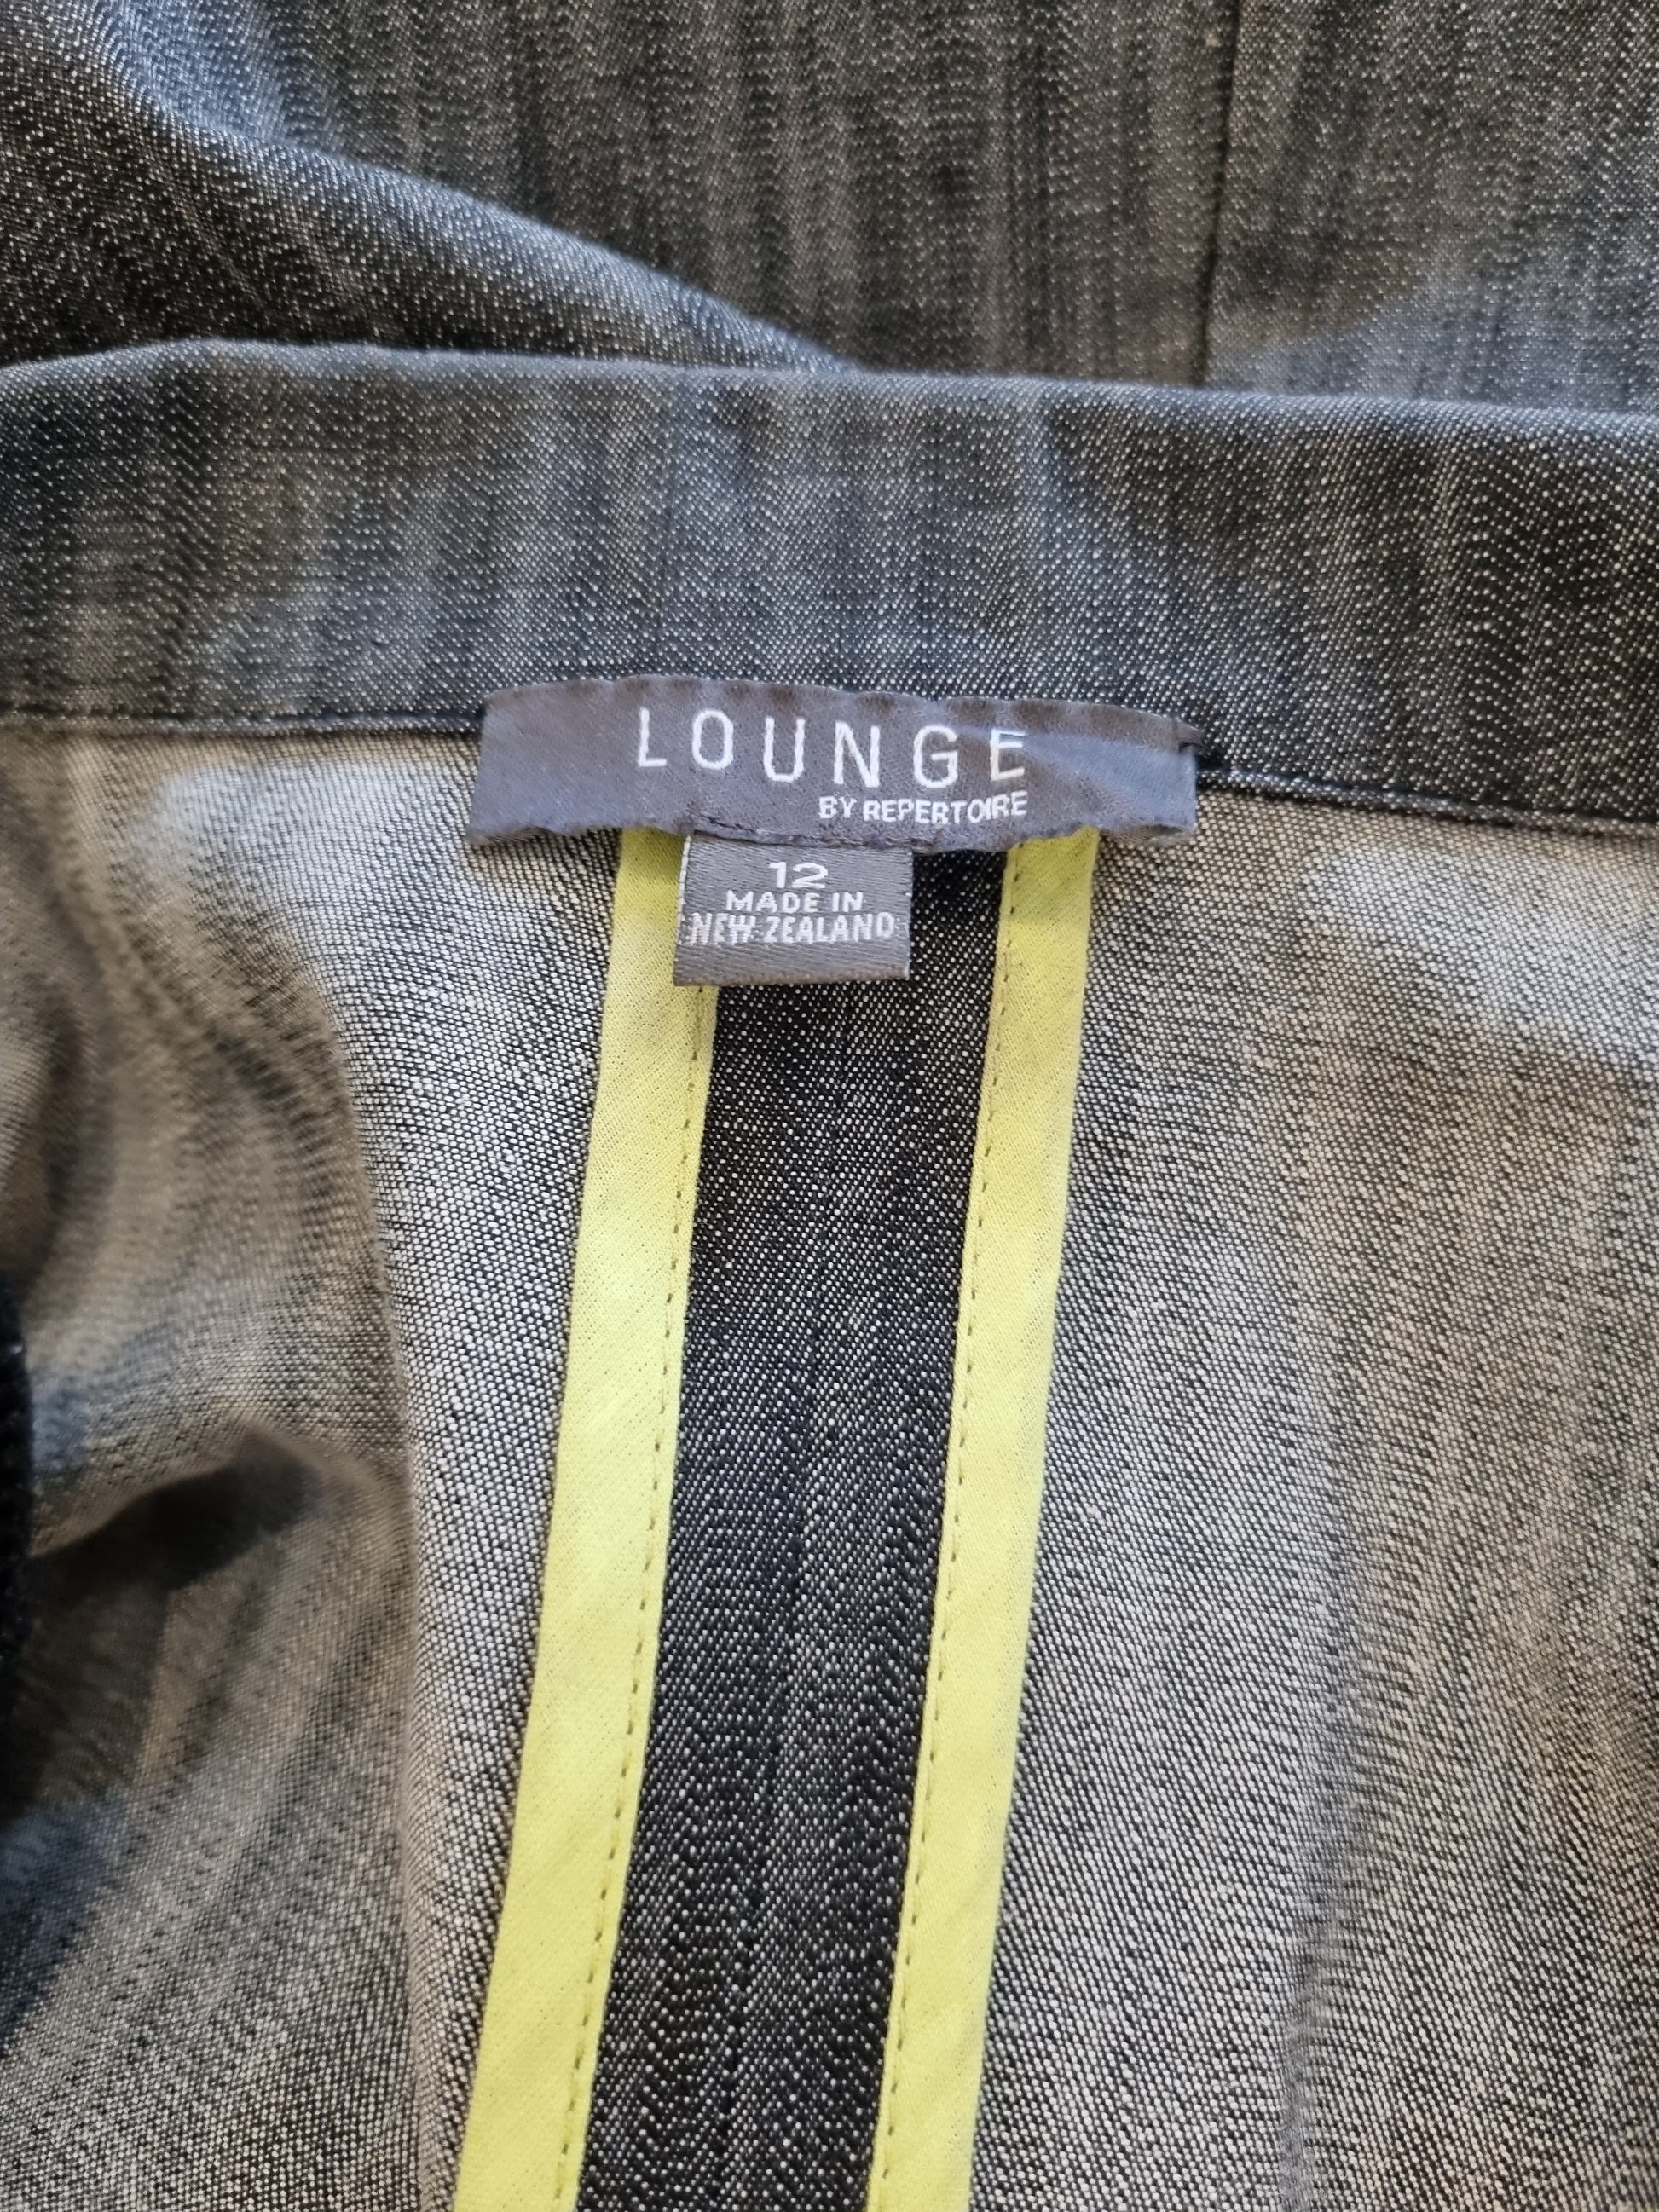 LOUNGE
BY REPERTOIRE
12
MADE IN
NEW ZEALAND